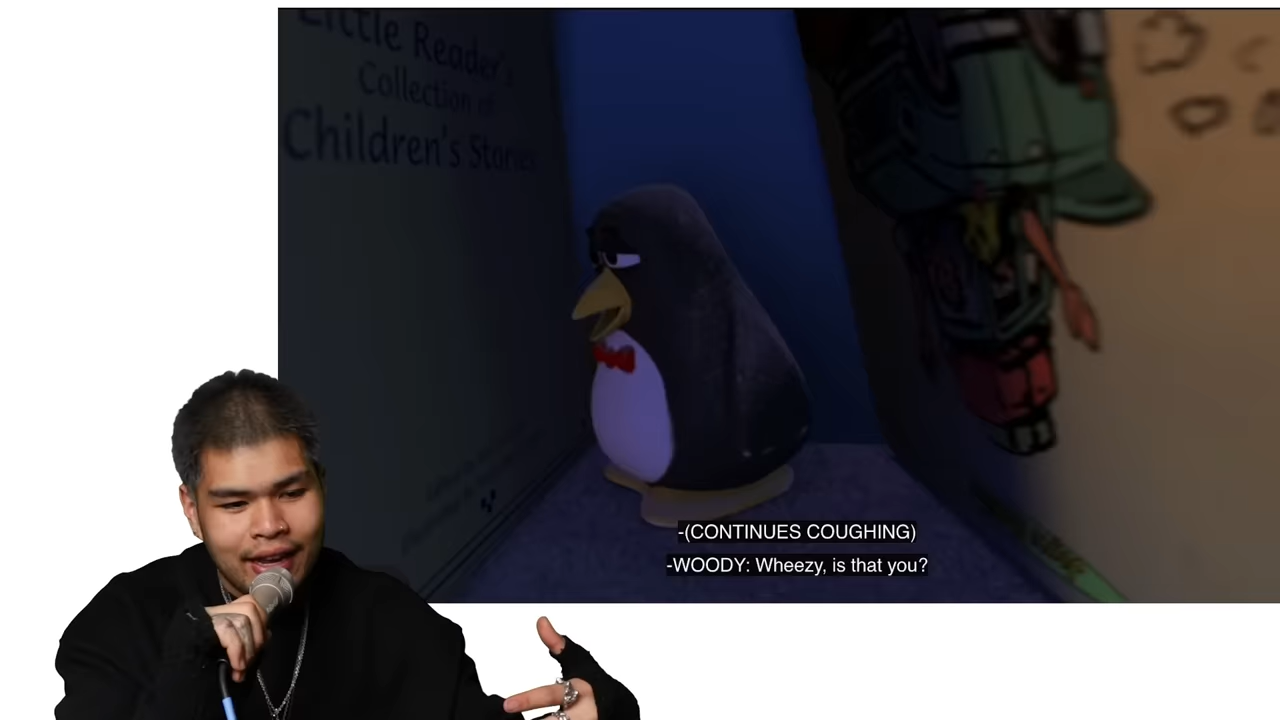 Little Reader's
Collection of
Children's Stories
-(CONTINUES COUGHING)
-WOODY: Wheezy, is that you?